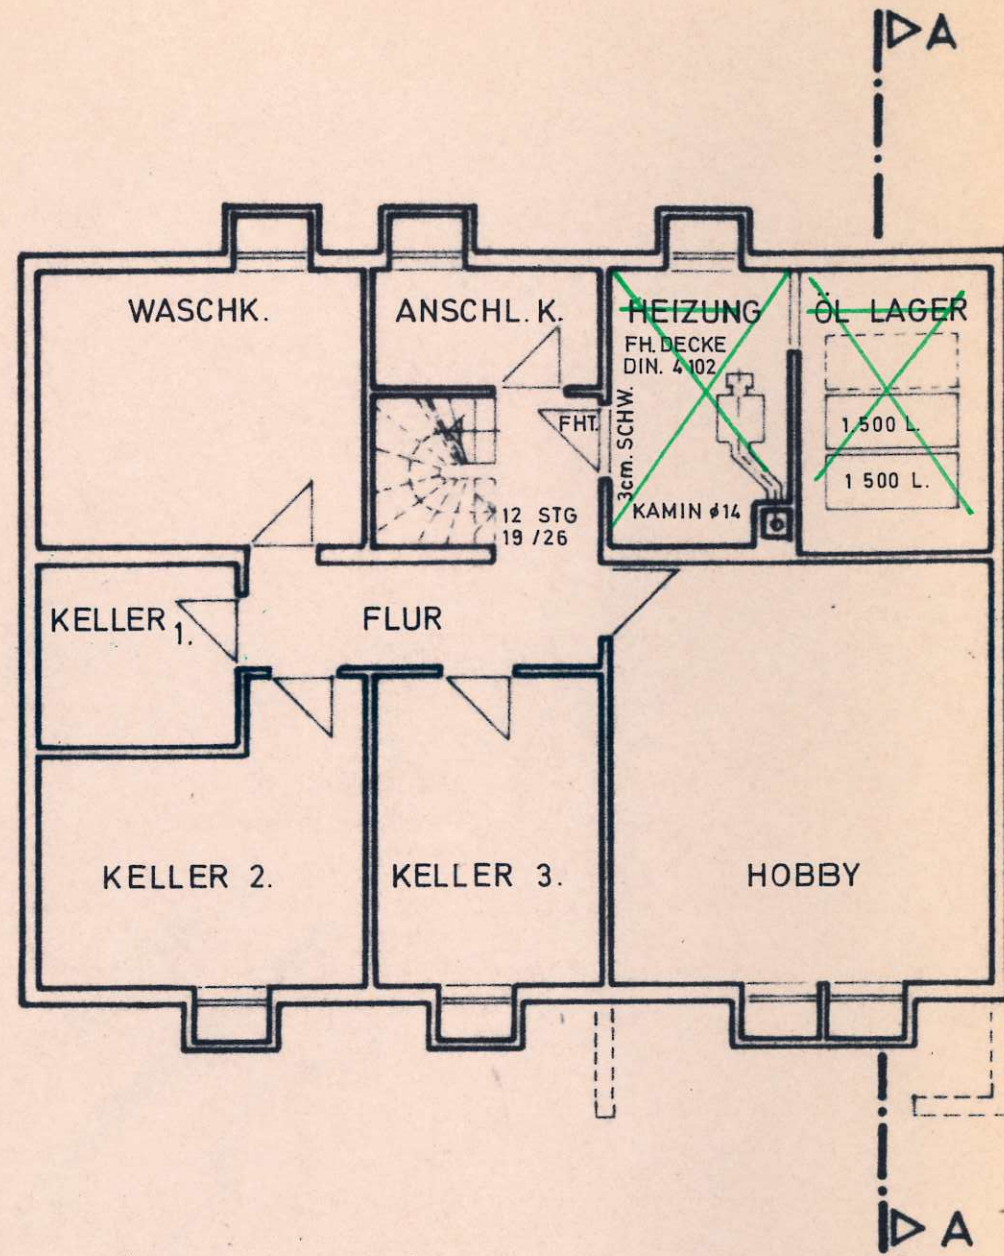 A
WASCHK.
ANSCHL. K.
HEIZUNG
ÖL LAGER
FH. DECKE
DIN. 4102
3cm. SCHW.
FHT.
1.500 L.
1 500 L.
KAMIN ø14
12 STG
19 / 26
KELLER 1.
FLUR
KELLER 2.
KELLER 3.
HOBBY
A